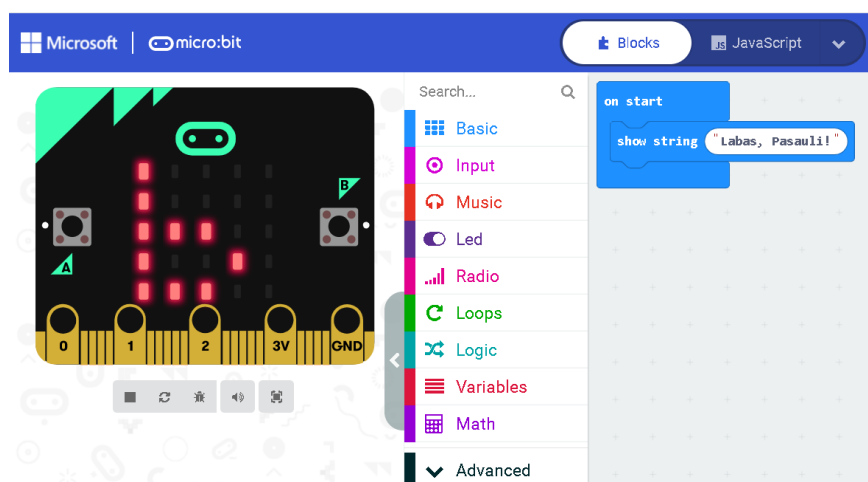 Microsoft micro:bit
Blocks
JS JavaScript
B
A
0 1 2 3V GND
Search...
Basic
Input
Music
Led
Radio
Loops
Logic
Variables
Math
Advanced
on start
show string "Labas, Pasauli!"